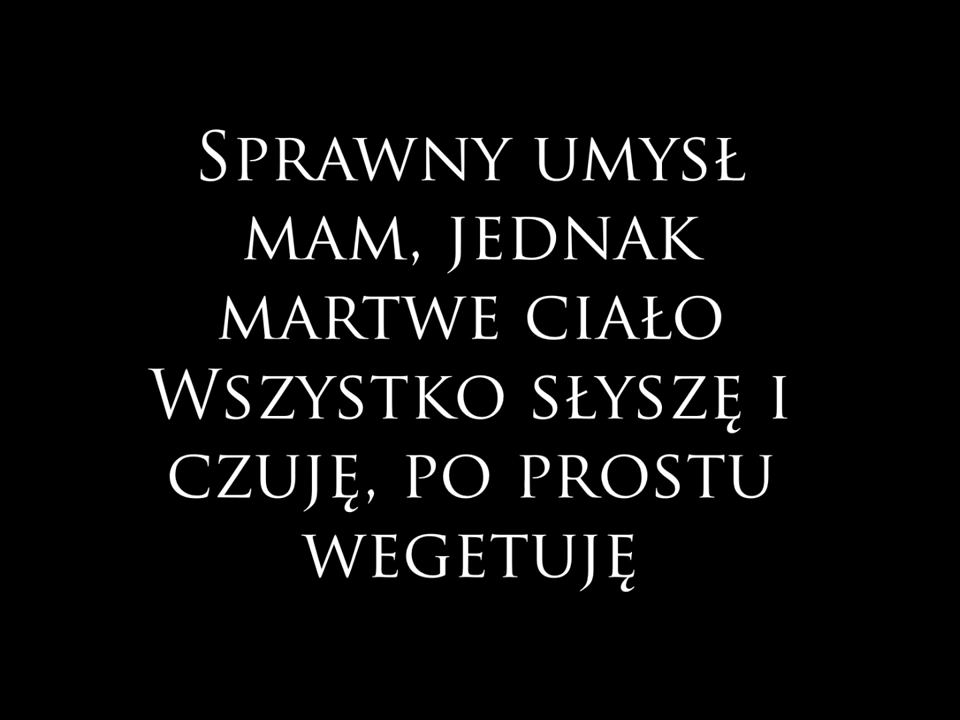 Sprawny umysł
mam, jednak
martwe ciało
Wszystko słyszę i
czuję, po prostu
wegetuję